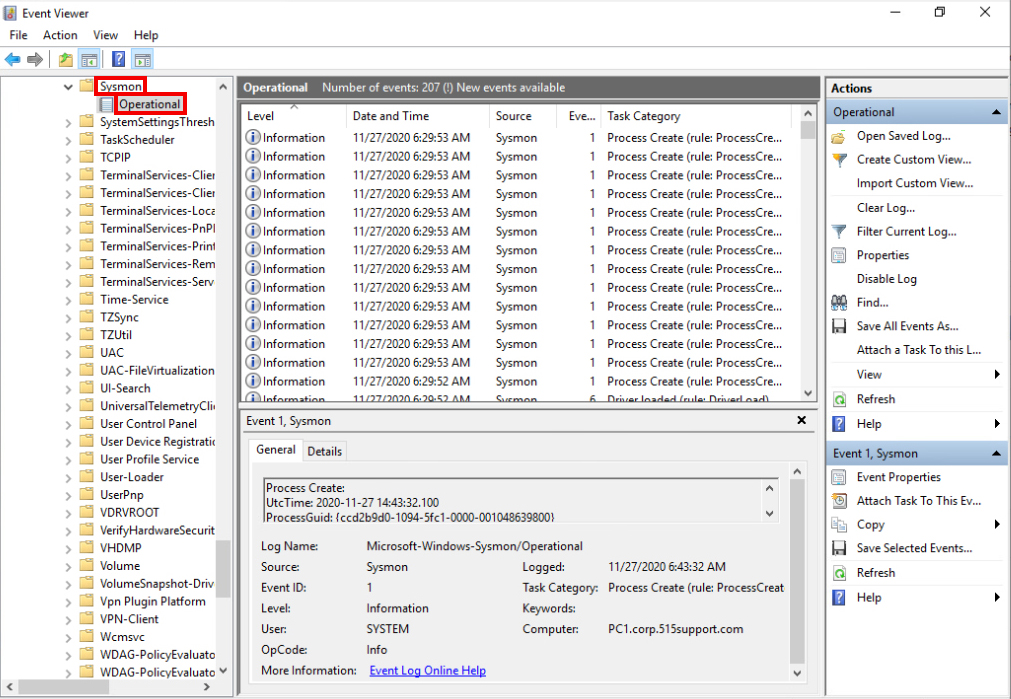 Event Viewer
File Action View Help
Sysmon
Operational
SystemSettingsThresh
TaskScheduler
TCPIP
TerminalServices-Clier
TerminalServices-Clier
TerminalServices-Loca
TerminalServices-PnPl
TerminalServices-Print
TerminalServices-Rem
TerminalServices-Serv
Time-Service
TZSync
TZUtil
UAC
UAC-FileVirtualization
UI-Search
UniversalTelemetryClie
User Control Panel
User Device Registratic
User Profile Service
User-Loader
UserPnp
VDRVROOT
VerifyHardwareSecurit
VHDMP
Volume
VolumeSnapshot-Driv
Vpn Plugin Platform
VPN-Client
Wcmsvc
WDAG-PolicyEvaluato
WDAG-PolicyEvaluato
Operational Number of events: 207 (!) New events available
Level Date and Time Source Eve... Task Category
Information 11/27/2020 6:29:53 AM Sysmon 1 Process Create (rule: ProcessCre...
Information 11/27/2020 6:29:53 AM Sysmon 1 Process Create (rule: ProcessCre...
Information 11/27/2020 6:29:53 AM Sysmon 1 Process Create (rule: ProcessCre...
Information 11/27/2020 6:29:53 AM Sysmon 1 Process Create (rule: ProcessCre...
Information 11/27/2020 6:29:53 AM Sysmon 1 Process Create (rule: ProcessCre...
Information 11/27/2020 6:29:53 AM Sysmon 1 Process Create (rule: ProcessCre...
Information 11/27/2020 6:29:53 AM Sysmon 1 Process Create (rule: ProcessCre...
Information 11/27/2020 6:29:53 AM Sysmon 1 Process Create (rule: ProcessCre...
Information 11/27/2020 6:29:53 AM Sysmon 1 Process Create (rule: ProcessCre...
Information 11/27/2020 6:29:53 AM Sysmon 1 Process Create (rule: ProcessCre...
Information 11/27/2020 6:29:53 AM Sysmon 1 Process Create (rule: ProcessCre...
Information 11/27/2020 6:29:53 AM Sysmon 1 Process Create (rule: ProcessCre...
Information 11/27/2020 6:29:53 AM Sysmon 1 Process Create (rule: ProcessCre...
Information 11/27/2020 6:29:52 AM Sysmon 1 Process Create (rule: ProcessCre...
Information 11/27/2020 6:29:52 AM Sysmon 6 Driver loaded (rule: DriverLoad)
Event 1, Sysmon
General Details
Process Create:
UtcTime: 2020-11-27 14:43:32.100
ProcessGuid: {ccd2b9d0-1094-5fc1-0000-001048639800}
Log Name: Microsoft-Windows-Sysmon/Operational
Source: Sysmon Logged: 11/27/2020 6:43:32 AM
Event ID: 1 Task Category: Process Create (rule: ProcessCreat
Level: Information Keywords:
User: SYSTEM Computer: PC1.corp.515support.com
OpCode: Info
More Information: Event Log Online Help
Actions
Operational
Open Saved Log...
Create Custom View...
Import Custom View...
Clear Log...
Filter Current Log...
Properties
Disable Log
Find...
Save All Events As...
Attach a Task To this L...
View
Refresh
Help
Event 1, Sysmon
Event Properties
Attach Task To This Ev...
Copy
Save Selected Events...
Refresh
Help